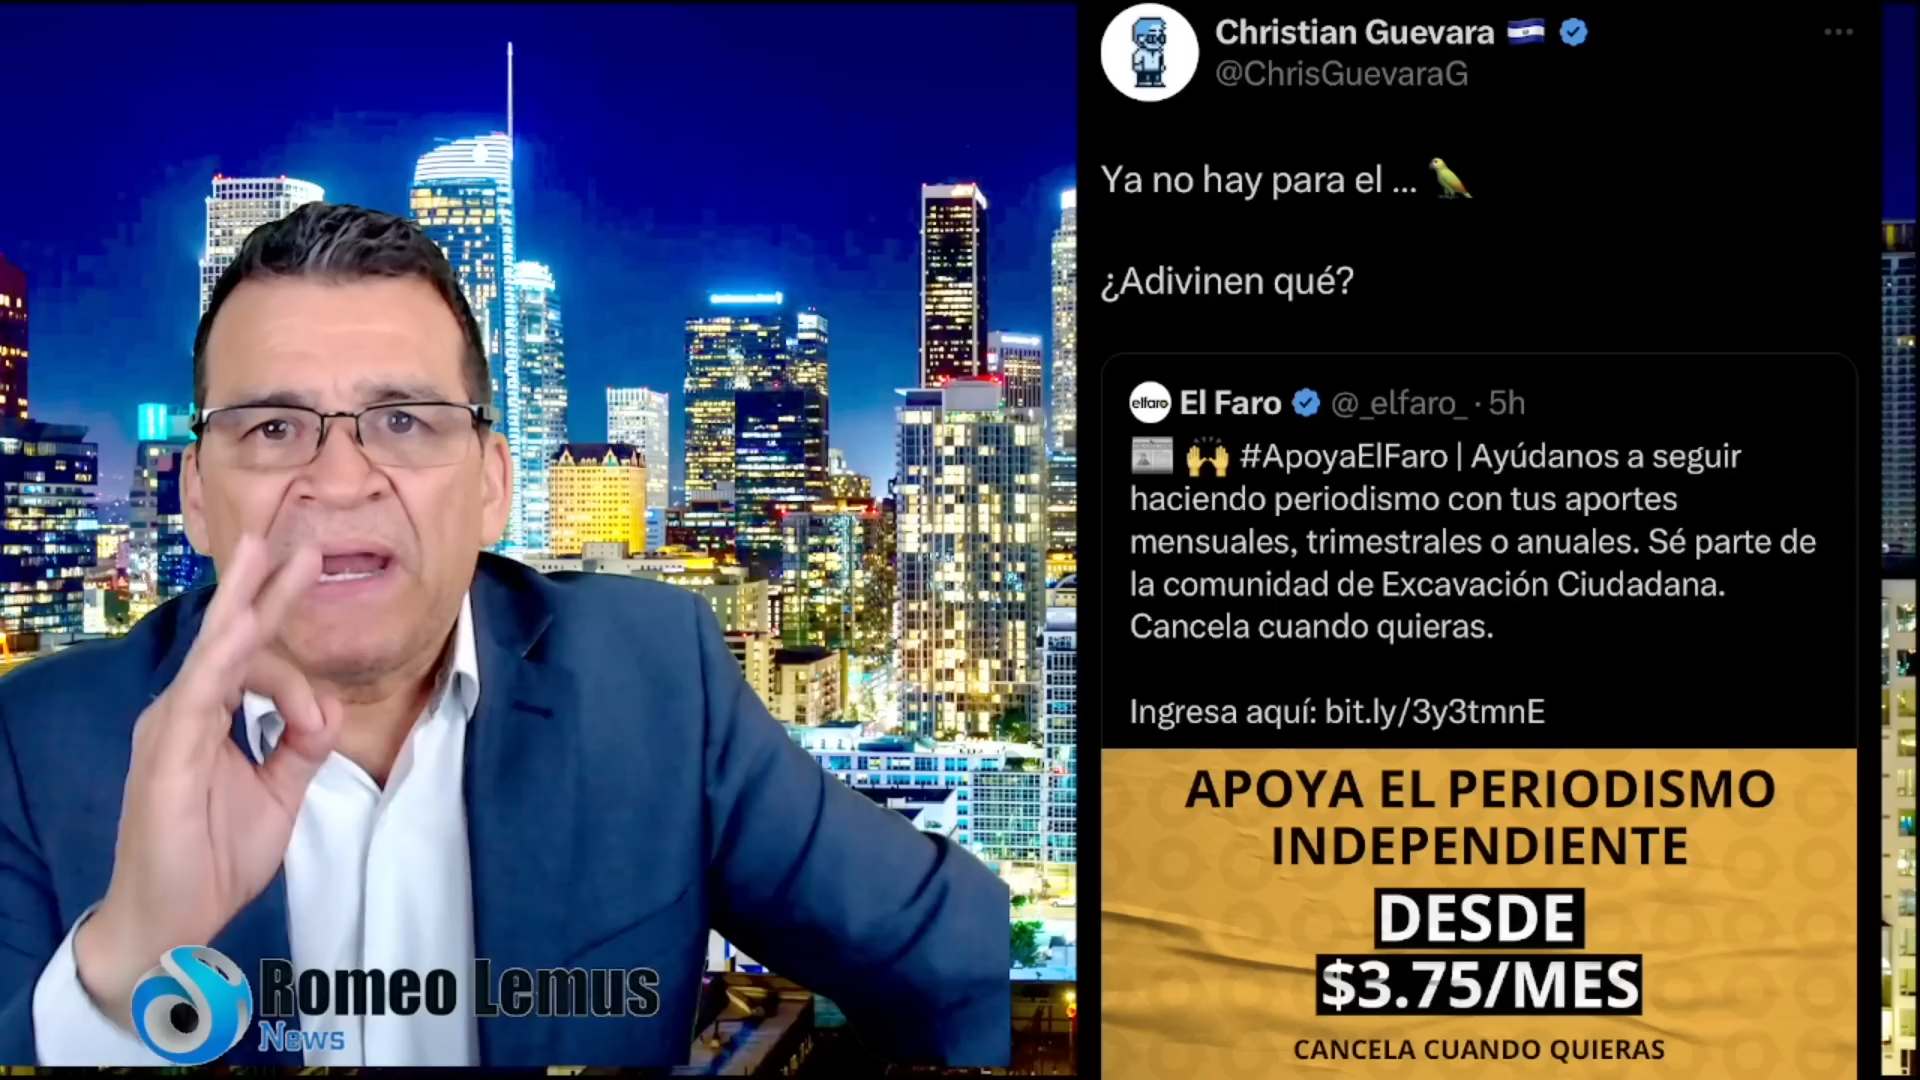 Christian Guevara
@ChrisGuevaraG
Ya no hay para el ...
¿Adivinen qué?
elfaro El Faro @_elfaro_ · 5h
#ApoyaElFaro | Ayúdanos a seguir
haciendo periodismo con tus aportes
mensuales, trimestrales o anuales. Sé parte de
la comunidad de Excavación Ciudadana.
Cancela cuando quieras.
Ingresa aquí: bit.ly/3y3tmnE
APOYA EL PERIODISMO
INDEPENDIENTE
DESDE
$3.75/MES
CANCELA CUANDO QUIERAS
Romeo Lemus
News